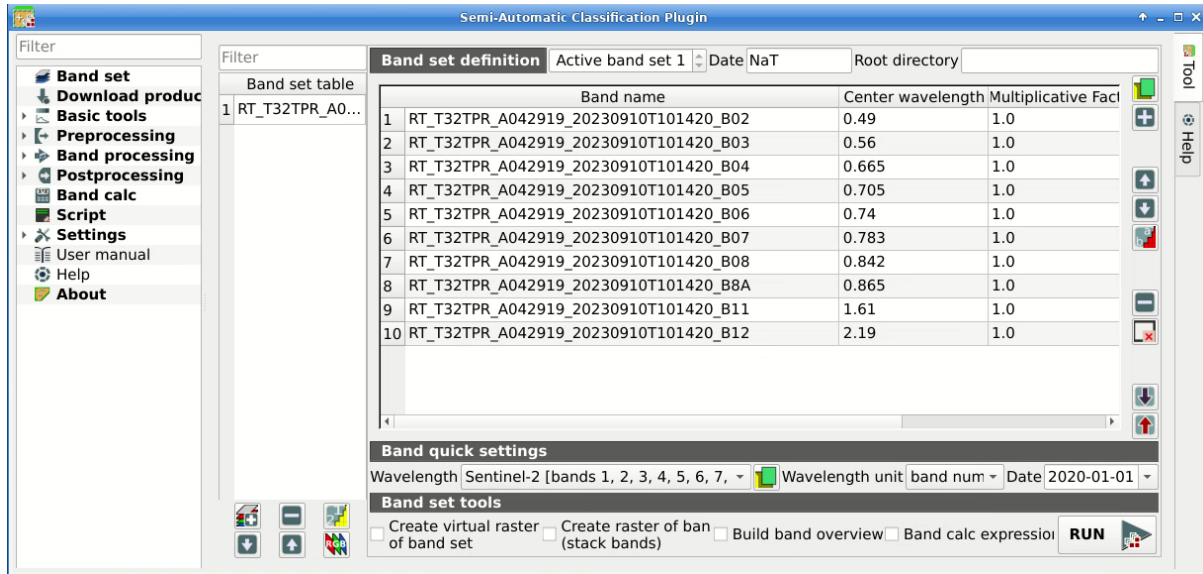 Semi-Automatic Classification Plugin
Filter
Band set
Download produc
Basic tools
Preprocessing
Band processing
Postprocessing
Band calc
Script
Settings
User manual
Help
About
Filter
Band set table
1 RT_T32TPR_A0...
Band set definition Active band set 1 Date NaT Root directory
Band name Center wavelength Multiplicative Fact
1 RT_T32TPR_A042919_20230910T101420_B02 0.49 1.0
2 RT_T32TPR_A042919_20230910T101420_B03 0.56 1.0
3 RT_T32TPR_A042919_20230910T101420_B04 0.665 1.0
4 RT_T32TPR_A042919_20230910T101420_B05 0.705 1.0
5 RT_T32TPR_A042919_20230910T101420_B06 0.74 1.0
6 RT_T32TPR_A042919_20230910T101420_B07 0.783 1.0
7 RT_T32TPR_A042919_20230910T101420_B08 0.842 1.0
8 RT_T32TPR_A042919_20230910T101420_B8A 0.865 1.0
9 RT_T32TPR_A042919_20230910T101420_B11 1.61 1.0
10 RT_T32TPR_A042919_20230910T101420_B12 2.19 1.0
Band quick settings
Wavelength Sentinel-2 [bands 1, 2, 3, 4, 5, 6, 7, Wavelength unit band num Date 2020-01-01
Band set tools
Create virtual raster
of band set
Create raster of ban
(stack bands)
Build band overview
Band calc expression
RUN
RGB
Tool
Help